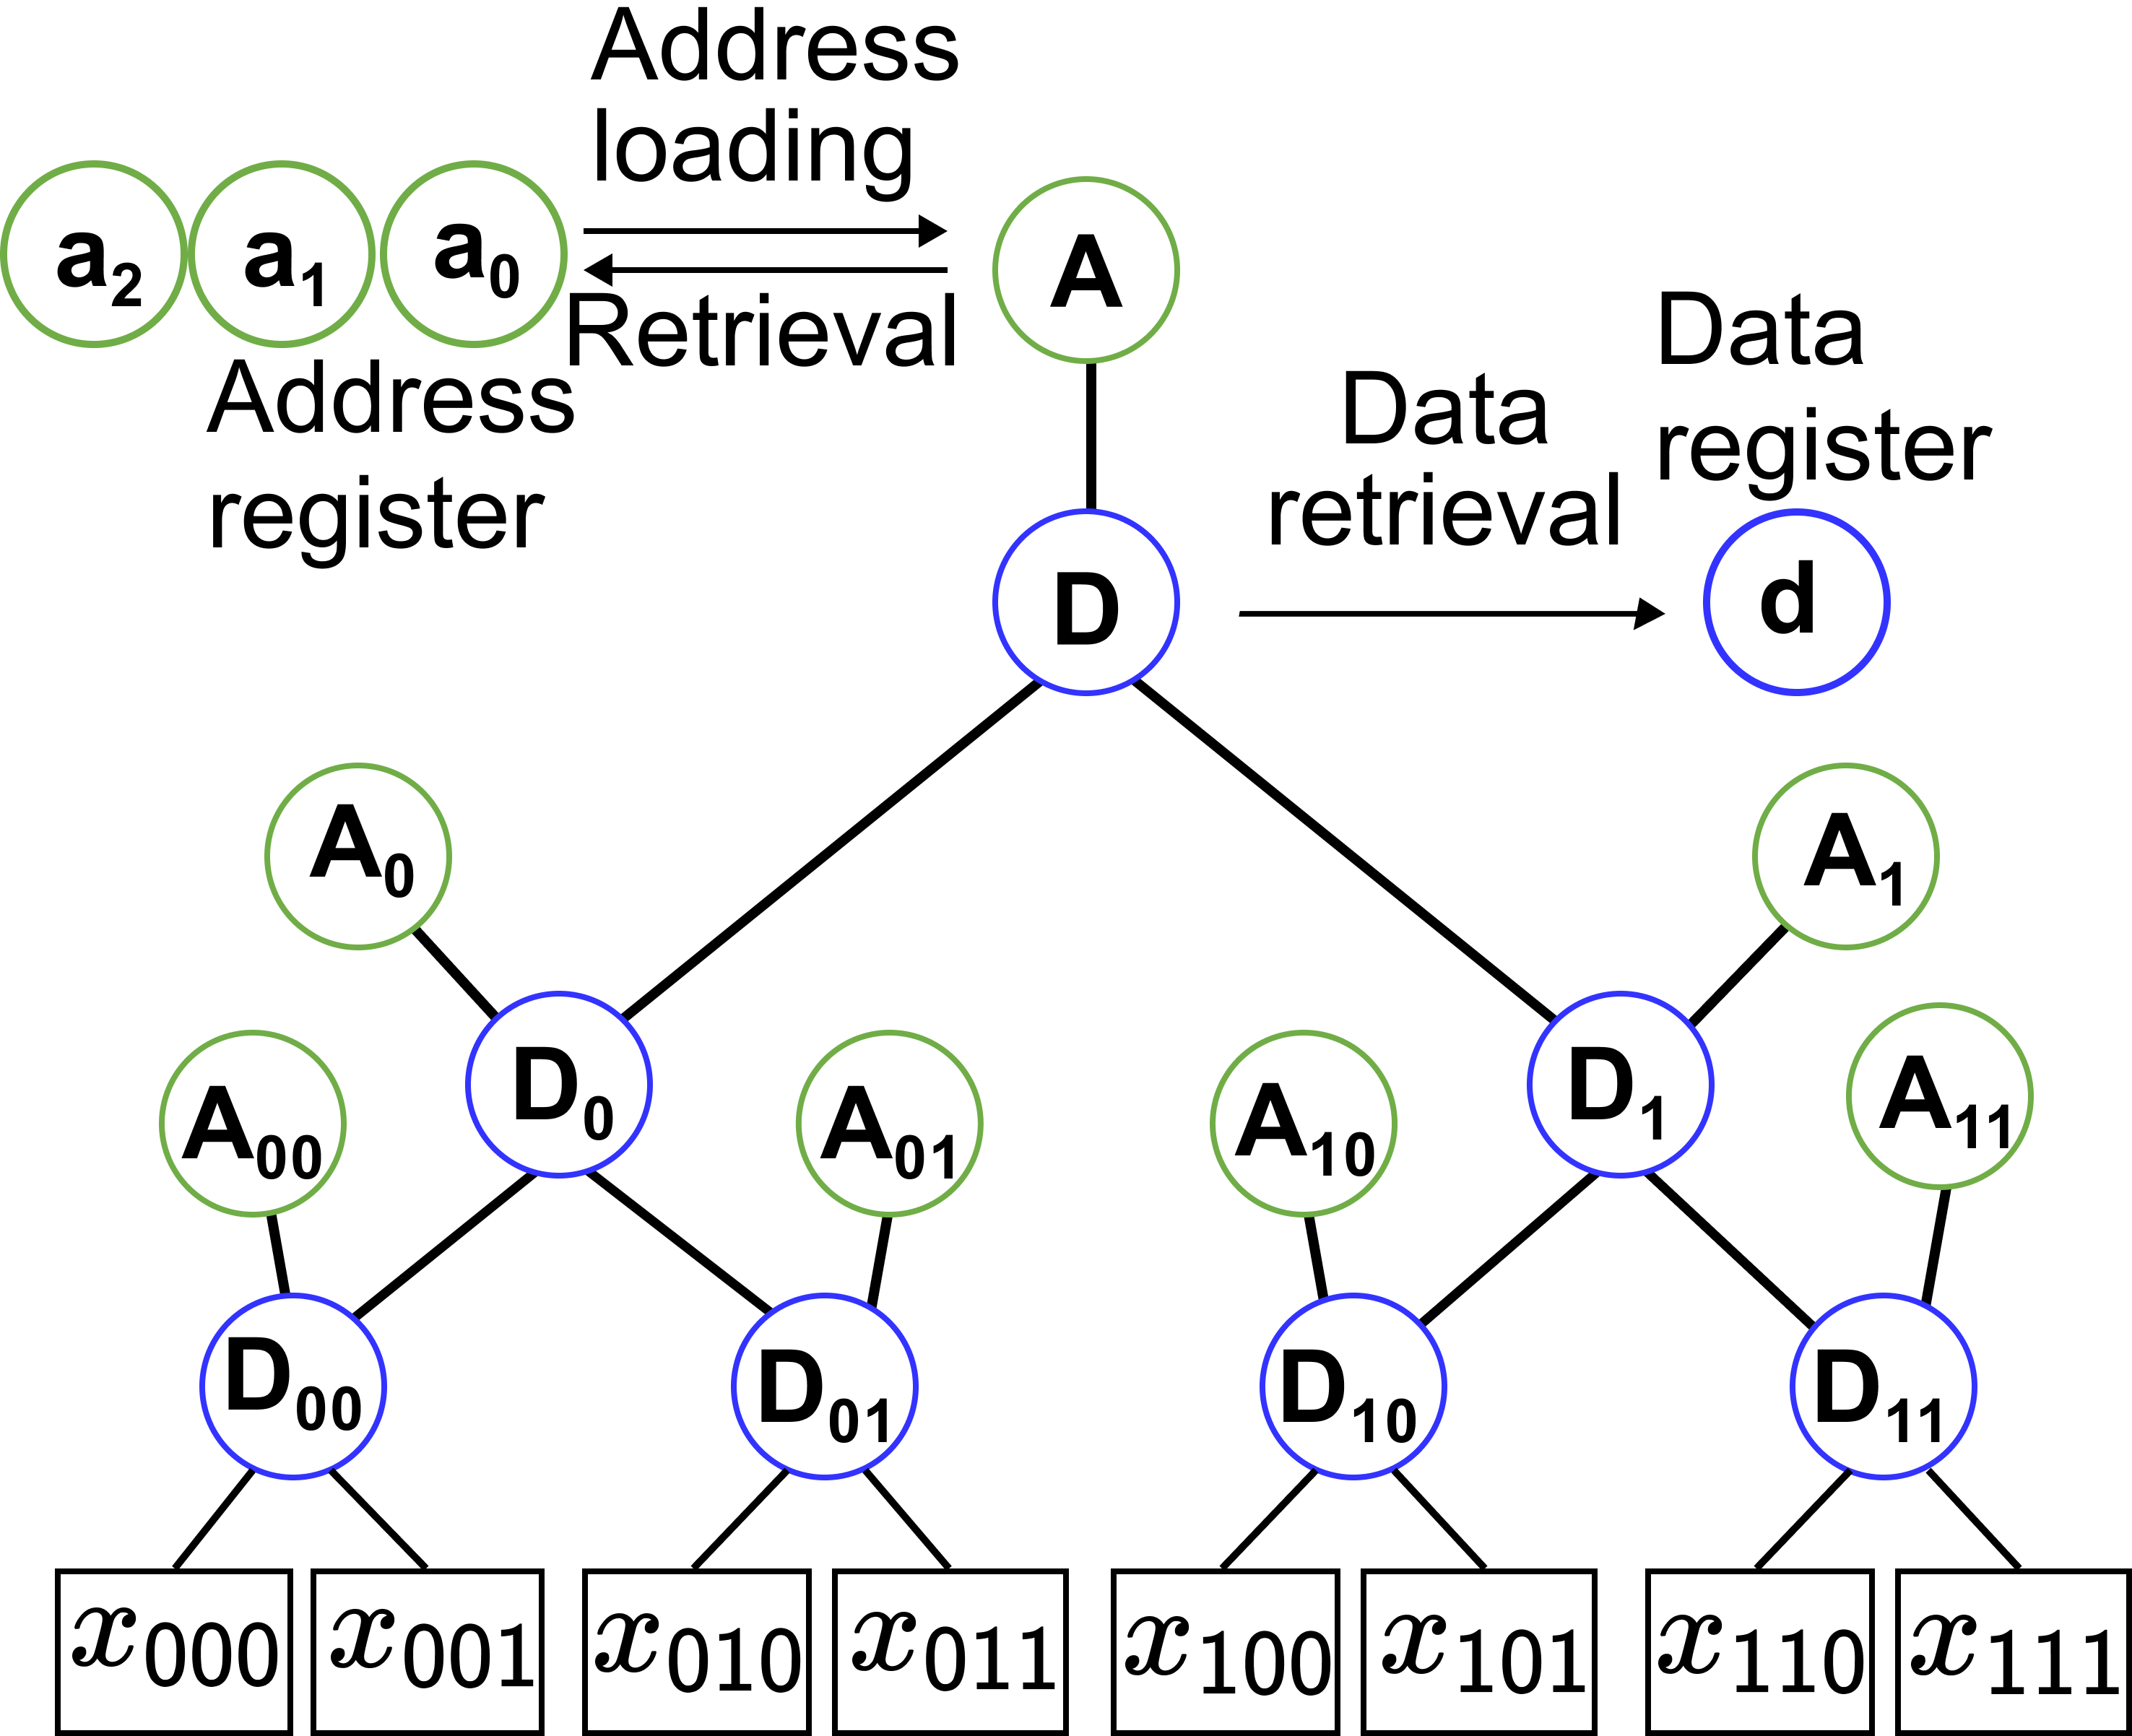 Address
loading
a2 a1 a0
A
Retrieval
Address
register
Data
register
Data
retrieval
D
d
A0
A1
D0
D1
A00
A01
A10
A11
D00
D01
D10
D11
x000 x001 x010 x011 x100 x101 x110 x111